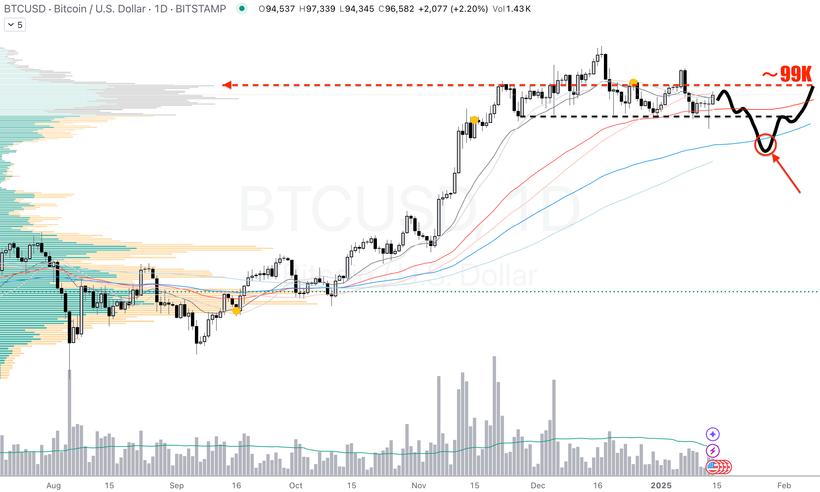 BTCUSD · Bitcoin / U.S. Dollar · 1D · BITSTAMP O94,537 H97,339 L94,345 C96,582 +2,077 (+2.20%) Vol1.43K
5
~99K
BTCUSD, 1D
U.S. Dollar
Aug 15 Sep 16 Oct 15 Nov 15 Dec 16 2025 15 Feb